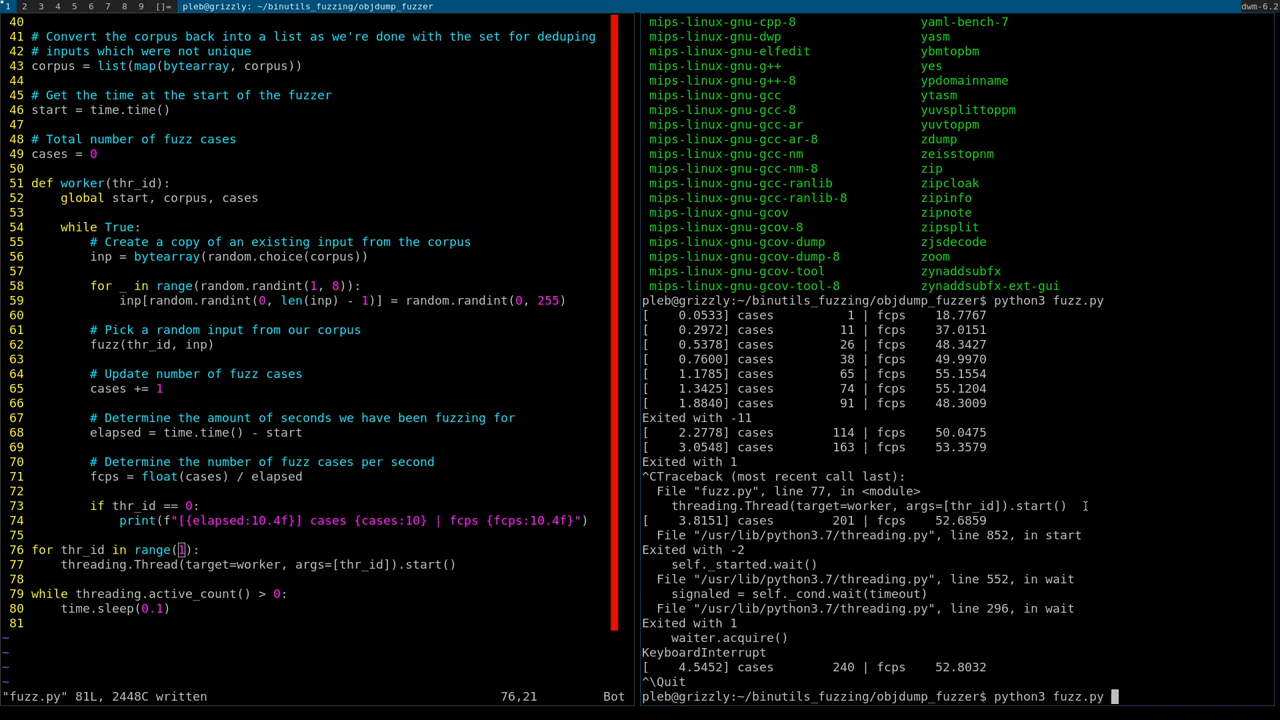 1 2 3 4 5 6 7 8 9 []= pleb@grizzly: ~/binutils_fuzzing/objdump_fuzzer dwm-6.2
40
41 # Convert the corpus back into a list as we're done with the set for deduping
42 # inputs which were not unique
43 corpus = list(map(bytearray, corpus))
44
45 # Get the time at the start of the fuzzer
46 start = time.time()
47
48 # Total number of fuzz cases
49 cases = 0
50
51 def worker(thr_id):
52     global start, corpus, cases
53
54     while True:
55         # Create a copy of an existing input from the corpus
56         inp = bytearray(random.choice(corpus))
57
58         for _ in range(random.randint(1, 8)):
59             inp[random.randint(0, len(inp) - 1)] = random.randint(0, 255)
60
61         # Pick a random input from our corpus
62         fuzz(thr_id, inp)
63
64         # Update number of fuzz cases
65         cases += 1
66
67         # Determine the amount of seconds we have been fuzzing for
68         elapsed = time.time() - start
69
70         # Determine the number of fuzz cases per second
71         fcps = float(cases) / elapsed
72
73         if thr_id == 0:
74             print(f"[{elapsed:10.4f}] cases {cases:10} | fcps {fcps:10.4f}")
75
76 for thr_id in range(1):
77     threading.Thread(target=worker, args=[thr_id]).start()
78
79 while threading.active_count() > 0:
80     time.sleep(0.1)
81
~
~
~
~
"fuzz.py" 81L, 2448C written 76,21 Bot
mips-linux-gnu-cpp-8 yaml-bench-7
mips-linux-gnu-dwp yasm
mips-linux-gnu-elfedit ybmtopbm
mips-linux-gnu-g++ yes
mips-linux-gnu-g++-8 ypdomainname
mips-linux-gnu-gcc ytasm
mips-linux-gnu-gcc-8 yuvsplittoppm
mips-linux-gnu-gcc-ar yuvtoppm
mips-linux-gnu-gcc-ar-8 zdump
mips-linux-gnu-gcc-nm zeisstopnm
mips-linux-gnu-gcc-nm-8 zip
mips-linux-gnu-gcc-ranlib zipcloak
mips-linux-gnu-gcc-ranlib-8 zipinfo
mips-linux-gnu-gcov zipnote
mips-linux-gnu-gcov-8 zipsplit
mips-linux-gnu-gcov-dump zjsdecode
mips-linux-gnu-gcov-dump-8 zoom
mips-linux-gnu-gcov-tool zynaddsubfx
mips-linux-gnu-gcov-tool-8 zynaddsubfx-ext-gui
pleb@grizzly:~/binutils_fuzzing/objdump_fuzzer$ python3 fuzz.py
[    0.0533] cases          1 | fcps    18.7767
[    0.2972] cases         11 | fcps    37.0151
[    0.5378] cases         26 | fcps    48.3427
[    0.7600] cases         38 | fcps    49.9970
[    1.1785] cases         65 | fcps    55.1554
[    1.3425] cases         74 | fcps    55.1204
[    1.8840] cases         91 | fcps    48.3009
Exited with -11
[    2.2778] cases        114 | fcps    50.0475
[    3.0548] cases        163 | fcps    53.3579
Exited with 1
^CTraceback (most recent call last):
  File "fuzz.py", line 77, in <module>
    threading.Thread(target=worker, args=[thr_id]).start()
[    3.8151] cases        201 | fcps    52.6859
  File "/usr/lib/python3.7/threading.py", line 852, in start
Exited with -2
    self._started.wait()
  File "/usr/lib/python3.7/threading.py", line 552, in wait
    signaled = self._cond.wait(timeout)
  File "/usr/lib/python3.7/threading.py", line 296, in wait
Exited with 1
    waiter.acquire()
KeyboardInterrupt
[    4.5452] cases        240 | fcps    52.8032
^\Quit
pleb@grizzly:~/binutils_fuzzing/objdump_fuzzer$ python3 fuzz.py